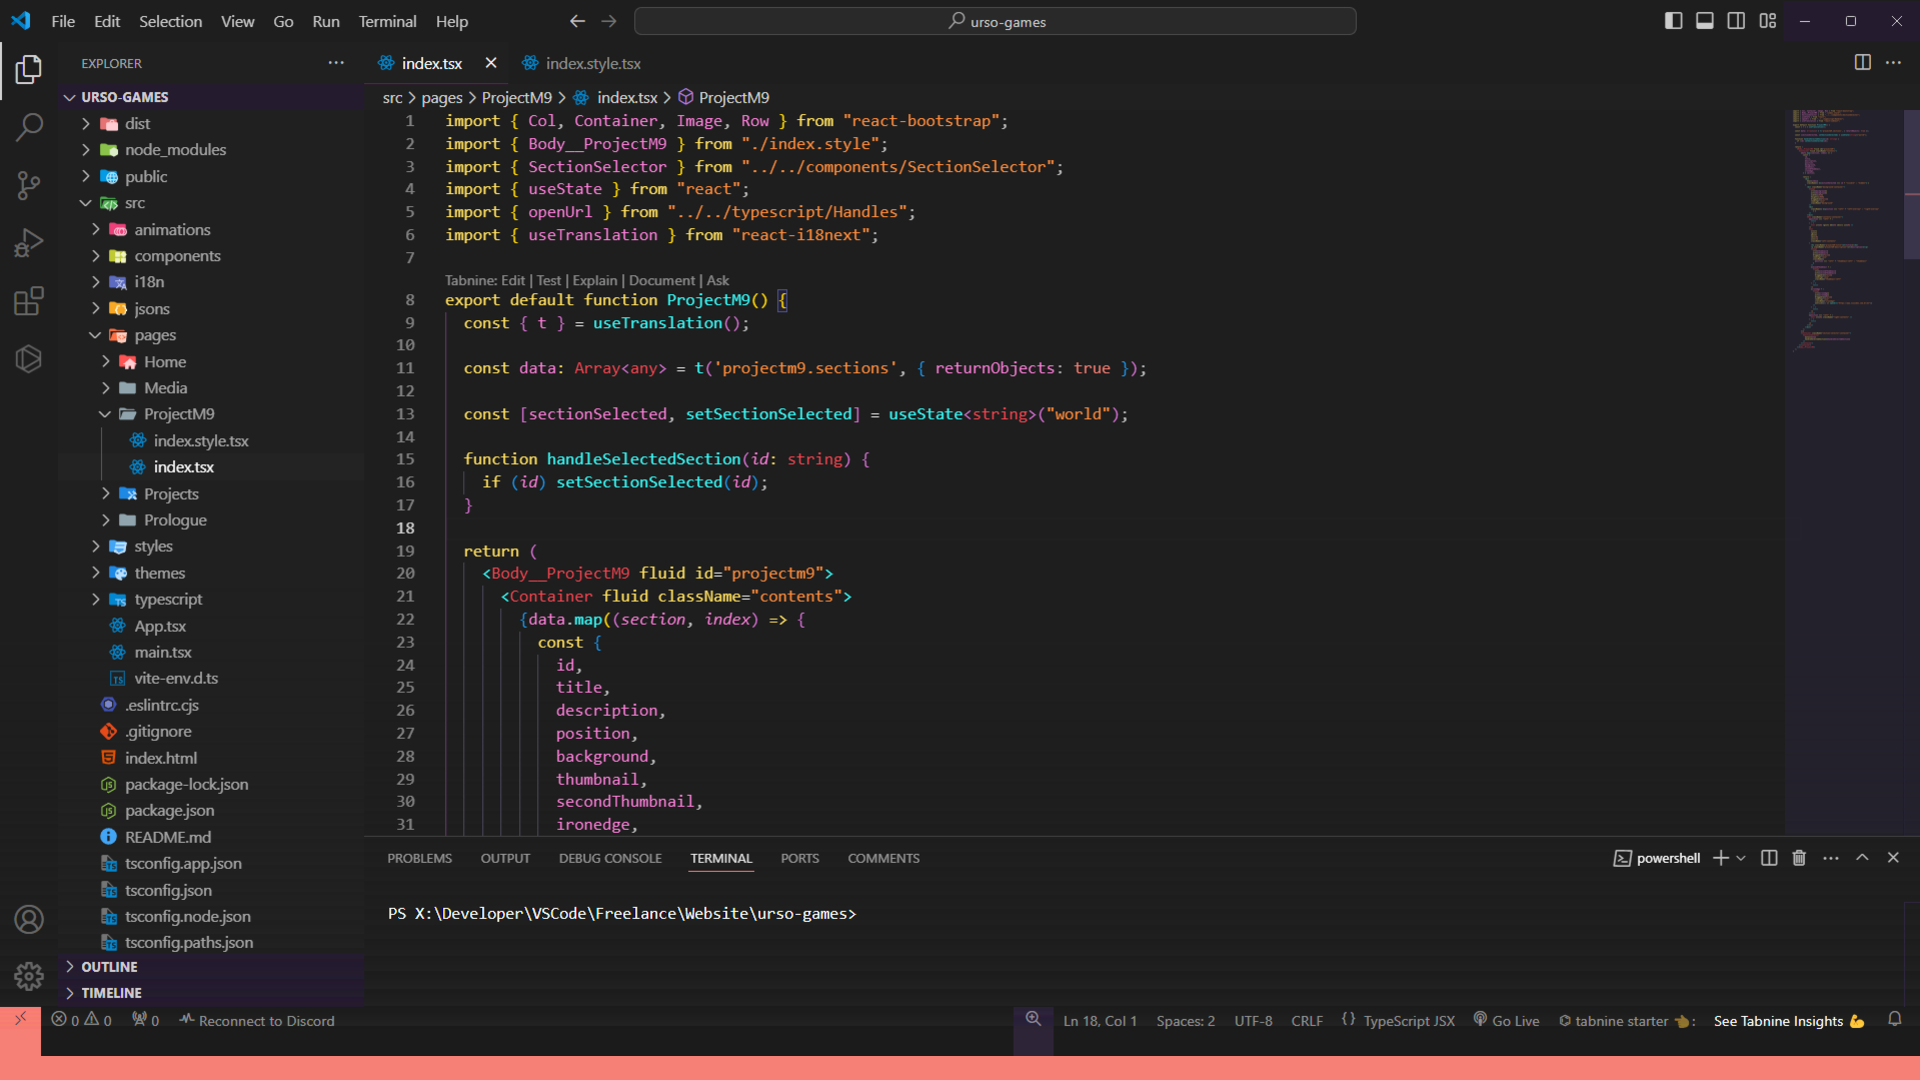 File Edit Selection View Go Run Terminal Help
urso-games
EXPLORER
URSO-GAMES
dist
node_modules
public
src
animations
components
i18n
jsons
pages
Home
Media
ProjectM9
index.style.tsx
index.tsx
Projects
Prologue
styles
themes
typescript
App.tsx
main.tsx
vite-env.d.ts
.eslintrc.cjs
.gitignore
index.html
package-lock.json
package.json
README.md
tsconfig.app.json
tsconfig.json
tsconfig.node.json
tsconfig.paths.json
OUTLINE
TIMELINE
index.tsx index.style.tsx
src > pages > ProjectM9 > index.tsx > ProjectM9
1 import { Col, Container, Image, Row } from "react-bootstrap";
2 import { Body__ProjectM9 } from "./index.style";
3 import { SectionSelector } from "../../components/SectionSelector";
4 import { useState } from "react";
5 import { openUrl } from "../../typescript/Handles";
6 import { useTranslation } from "react-i18next";
7
Tabnine: Edit | Test | Explain | Document | Ask
8 export default function ProjectM9() {
9 const { t } = useTranslation();
10
11 const data: Array<any> = t('projectm9.sections', { returnObjects: true });
12
13 const [sectionSelected, setSectionSelected] = useState<string>("world");
14
15 function handleSelectedSection(id: string) {
16 if (id) setSectionSelected(id);
17 }
18
19 return (
20 <Body__ProjectM9 fluid id="projectm9">
21 <Container fluid className="contents">
22 {data.map((section, index) => {
23 const {
24 id,
25 title,
26 description,
27 position,
28 background,
29 thumbnail,
30 secondThumbnail,
31 ironedge,
PROBLEMS OUTPUT DEBUG CONSOLE TERMINAL PORTS COMMENTS
powershell
PS X:\Developer\VSCode\Freelance\Website\urso-games>
0 0 0 Reconnect to Discord
Ln 18, Col 1 Spaces: 2 UTF-8 CRLF {} TypeScript JSX Go Live tabnine starter 👈: See Tabnine Insights 💪